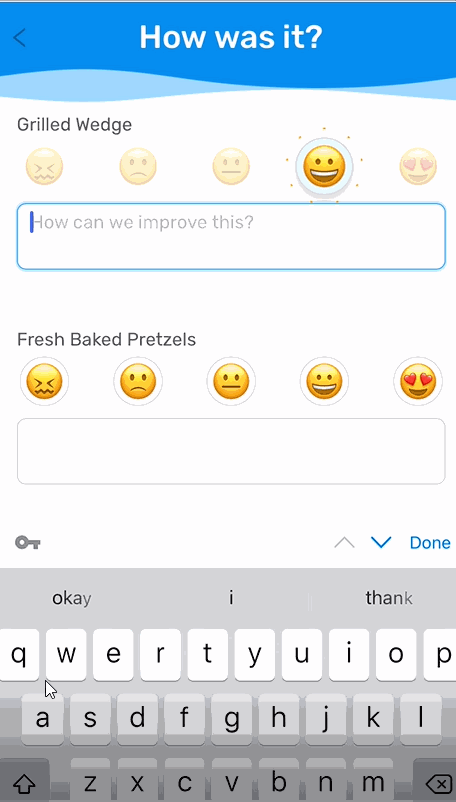 How was it?
Grilled Wedge
How can we improve this?
Fresh Baked Pretzels
Done
okay i thank
q w e r t y u i o p
a s d f g h j k l
z x c v b n m